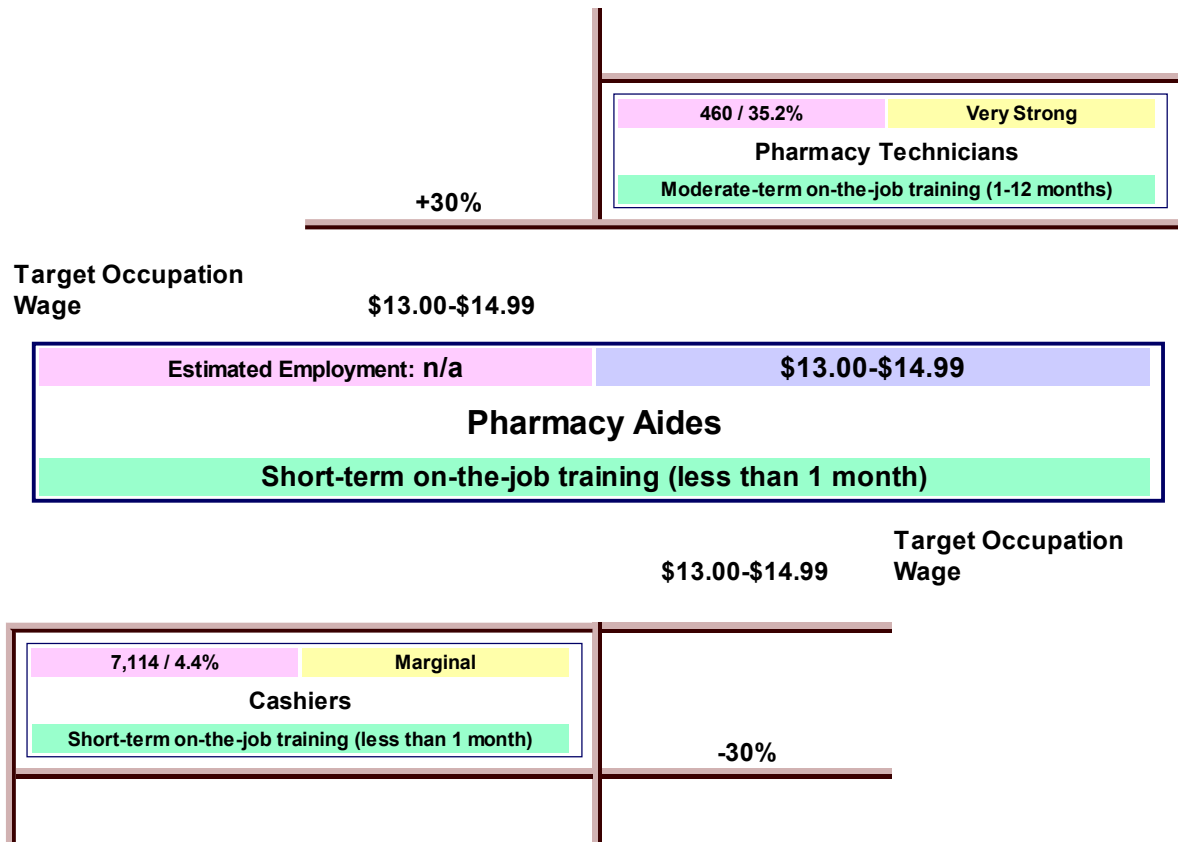 460 / 35.2% Very Strong
Pharmacy Technicians
Moderate-term on-the-job training (1-12 months)
+30%
Target Occupation
Wage $13.00-$14.99
Estimated Employment: n/a $13.00-$14.99
Pharmacy Aides
Short-term on-the-job training (less than 1 month)
Target Occupation
$13.00-$14.99 Wage
7,114 / 4.4% Marginal
Cashiers
Short-term on-the-job training (less than 1 month)
-30%